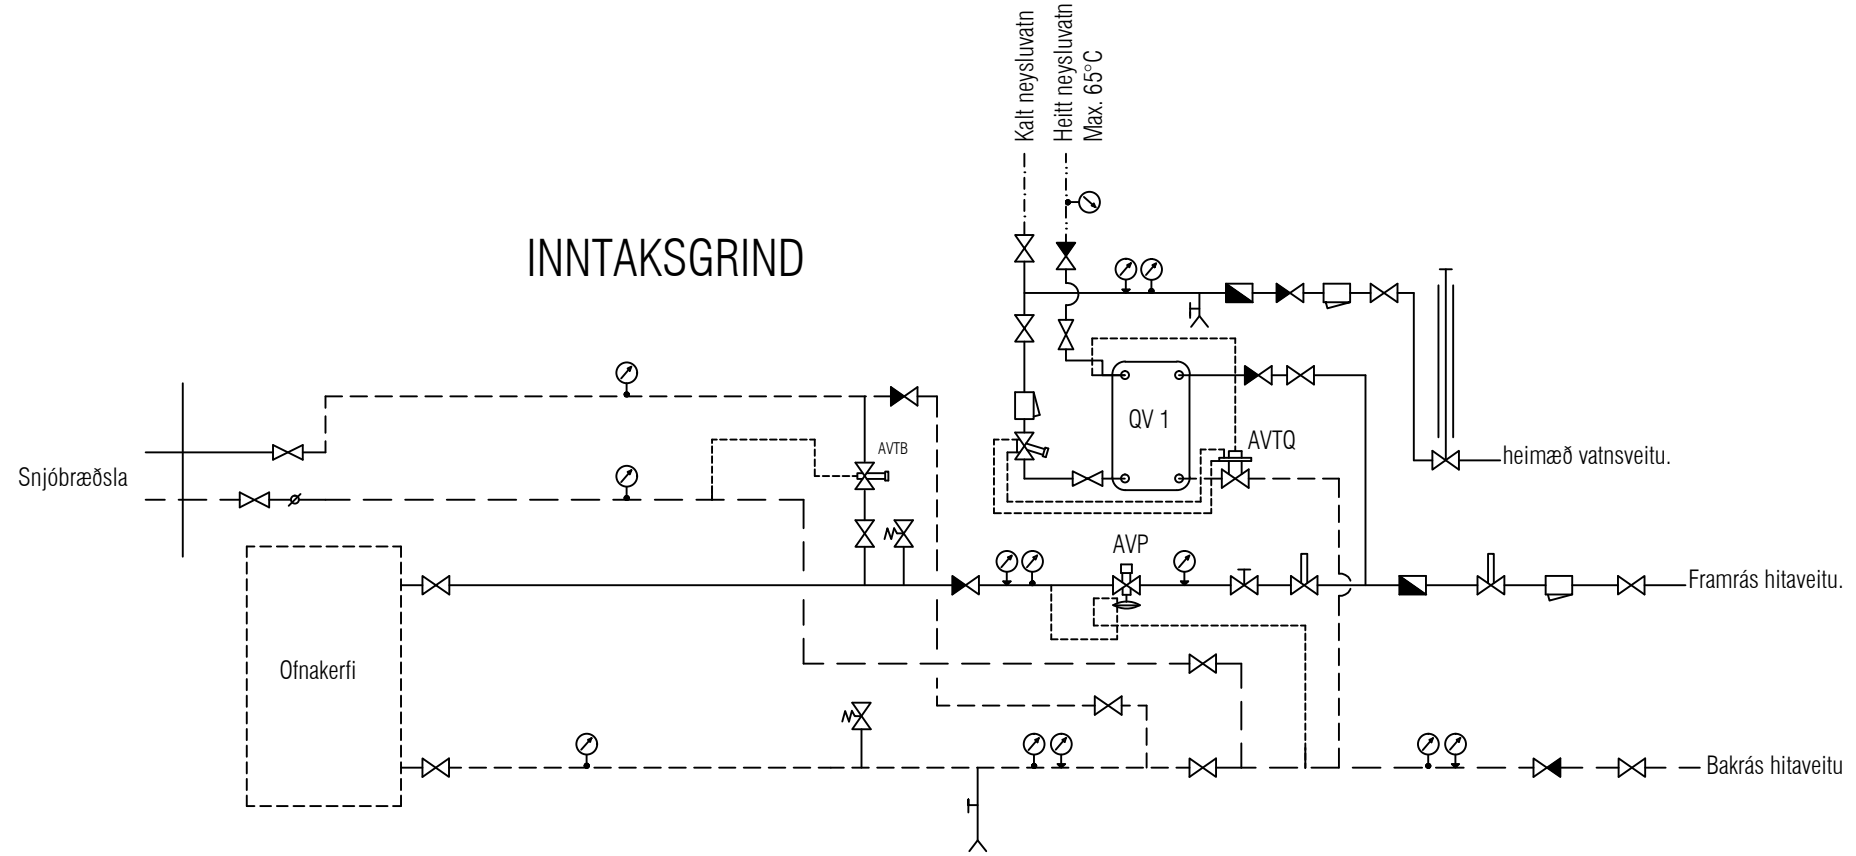 Kalt neysluvatn
Heitt neysluvatn
Max. 65°C
INNTAKSGRIND
QV 1
AVTB
AVTQ
heimæð vatnsveitu.
Snjóbræðsla
AVP
Framrás hitaveitu.
Ofnakerfi
Bakrás hitaveitu